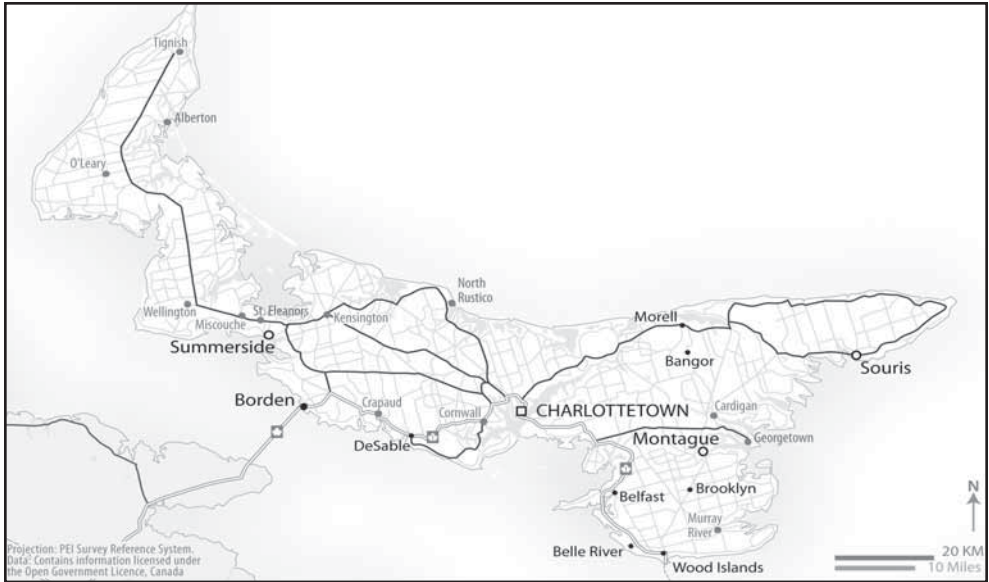 Tignish
Alberton
O'Leary
North
Rustico
Wellington
St. Eleanors
Miscouche
Kensington
Summerside
Morell
Bangor
Souris
Borden
Crapaud
Cornwall
CHARLOTTETOWN
Cardigan
DeSable
Montague
Georgetown
Belfast
Brooklyn
N
Murray
River
Belle River
Wood Islands
20 KM
10 Miles
Projection: PEI Survey Reference System.
Data: Contains information licensed under
the Open Government Licence, Canada